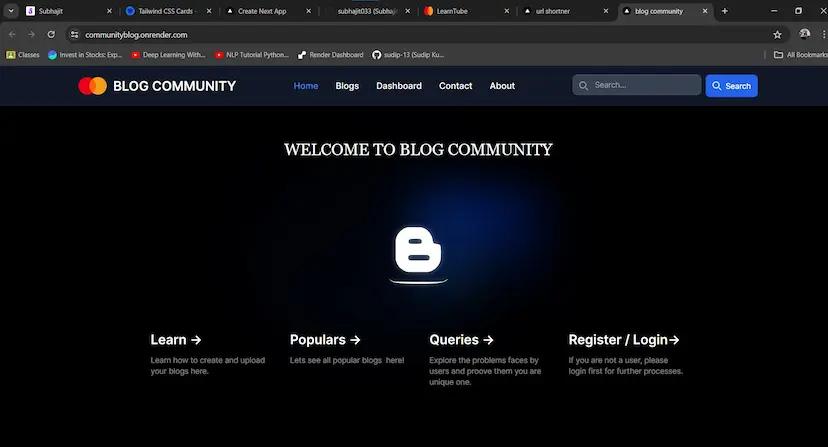 Subhajit
Tailwind CSS Cards -
Create Next App
subhajit033 (Subhaj
LearnTube
url shortner
blog community
communityblog.onrender.com
Classes
Invest in Stocks: Exp...
Deep Learning With...
NLP Tutorial Python...
Render Dashboard
sudip-13 (Sudip Ku...
All Bookmarks
BLOG COMMUNITY
Home
Blogs
Dashboard
Contact
About
Search...
Search
WELCOME TO BLOG COMMUNITY
Learn →
Learn how to create and upload
your blogs here.
Populars →
Lets see all popular blogs here!
Queries →
Explore the problems faces by
users and proove them you are
unique one.
Register / Login→
If you are not a user, please
login first for further processes.